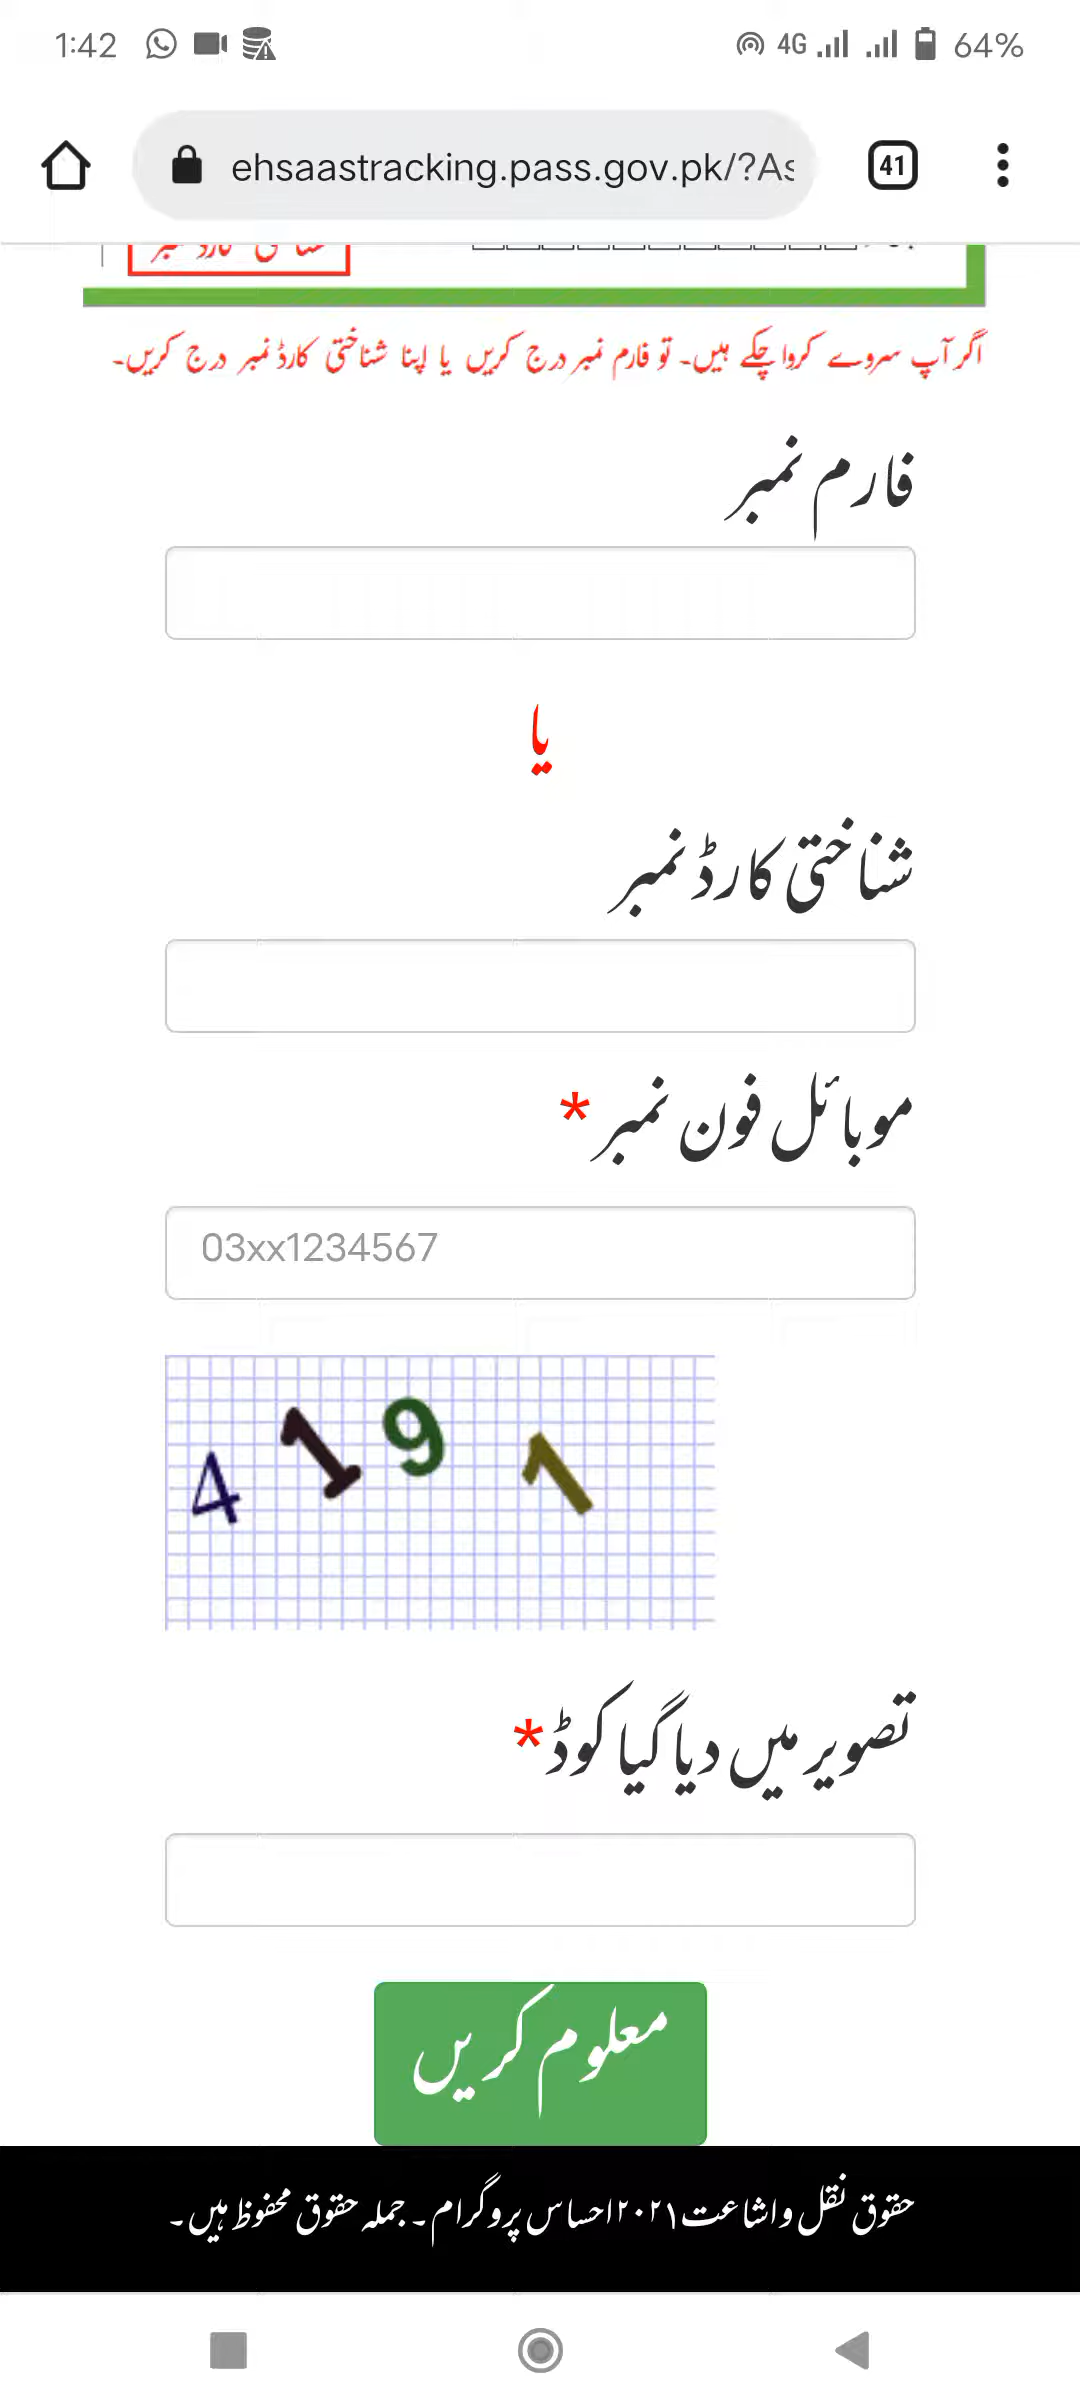 1:42 4G 64%
ehsaastracking.pass.gov.pk/?As 41
اگر آپ سروے کروا چکے ہیں۔ تو فارم نمبر درج کریں یا اپنا شناختی کارڈ نمبر درج کریں۔
فارم نمبر
یا
شناختی کارڈ نمبر
موبائل فون نمبر *
03xx1234567
4 1 9 1
تصویر میں دیا گیا کوڈ *
معلوم کریں
حقوق نقل و اشاعت ۲۰۲۱ احساس پروگرام۔ جملہ حقوق محفوظ ہیں۔